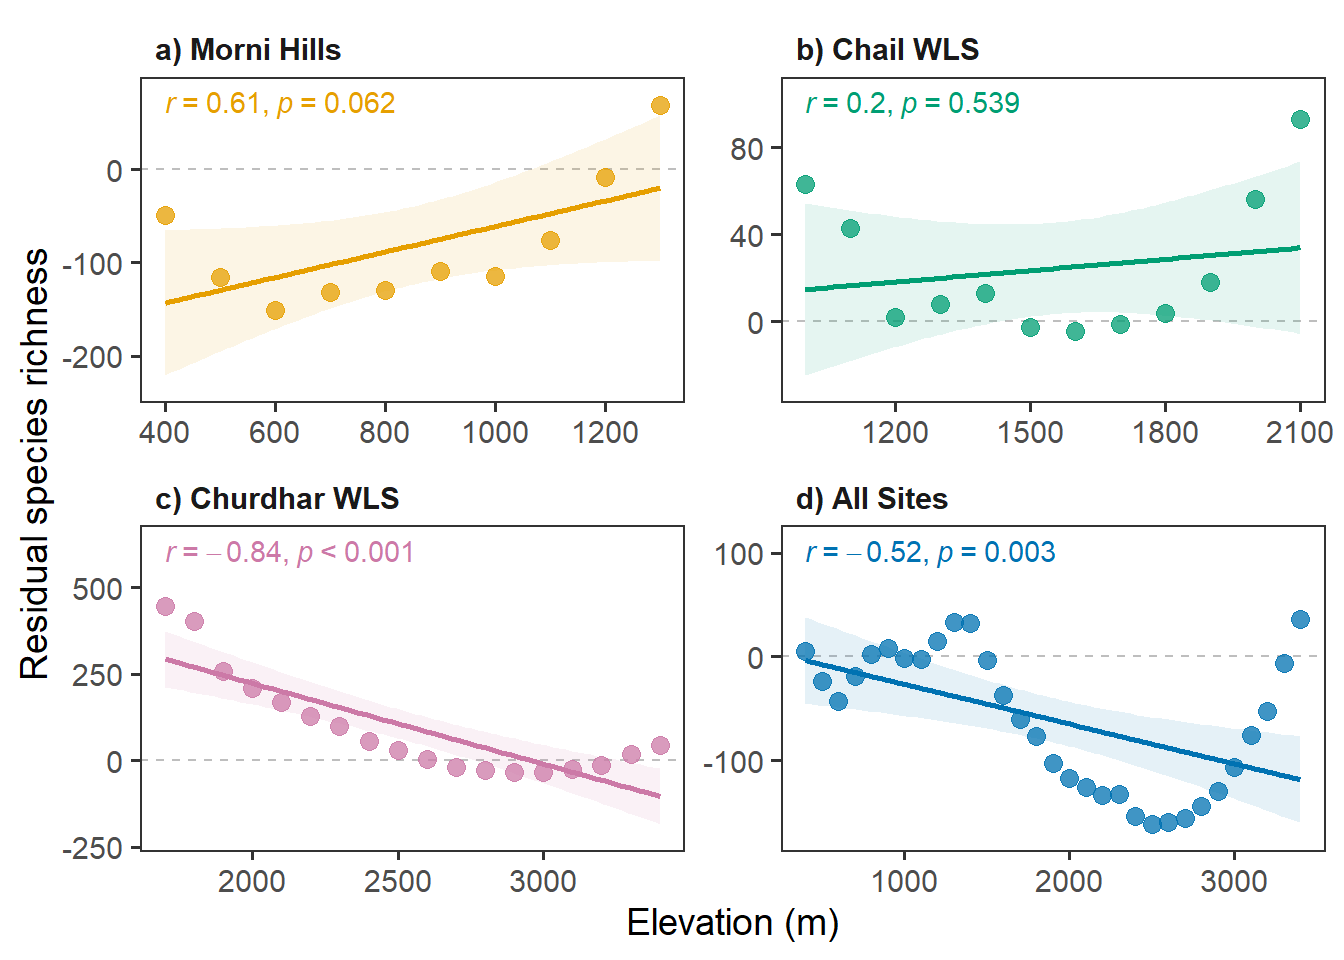 a) Morni Hills
r = 0.61, p = 0.062
0
-100
-200
400 600 800 1000 1200
b) Chail WLS
r = 0.2, p = 0.539
80
40
0
1200 1500 1800 2100
c) Churdhar WLS
r = −0.84, p < 0.001
500
250
0
-250
2000 2500 3000
d) All Sites
r = −0.52, p = 0.003
100
0
-100
1000 2000 3000
Residual species richness
Elevation (m)